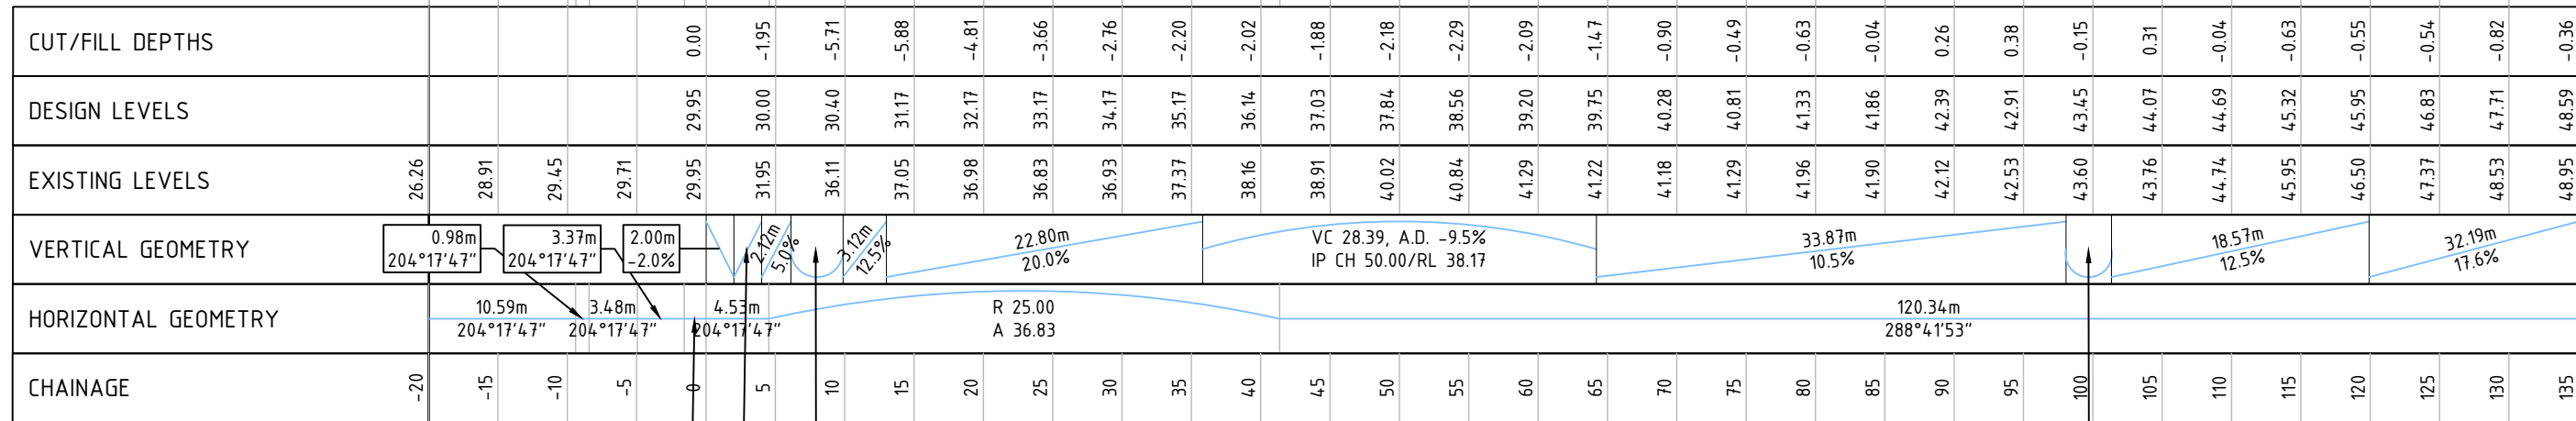 CUT/FILL DEPTHS 0.00 -1.95 -5.71 -5.88 -4.81 -3.66 -2.76 -2.20 -2.02 -1.88 -2.18 -2.29 -2.09 -1.47 -0.90 -0.49 -0.63 -0.04 0.26 0.38 -0.15 0.31 -0.04 -0.63 -0.55 -0.54 -0.82 -0.36
DESIGN LEVELS 29.95 30.00 30.40 31.17 32.17 33.17 34.17 35.17 36.14 37.03 37.84 38.56 39.20 39.75 40.28 40.81 41.33 41.86 42.39 42.91 43.45 44.07 44.69 45.32 45.95 46.83 47.71 48.59
EXISTING LEVELS 26.26 28.91 29.45 29.71 29.95 31.95 36.11 37.05 36.98 36.83 36.93 37.37 38.16 38.91 40.02 40.84 41.29 41.22 41.18 41.29 41.96 41.90 42.12 42.53 43.60 43.76 44.74 45.95 46.50 47.37 48.53 48.95
VERTICAL GEOMETRY
0.98m
204°17'47"
3.37m
204°17'47"
2.00m
-2.0%
2.12m
5.0%
3.12m
12.5%
22.80m
20.0%
VC 28.39, A.D. -9.5%
IP CH 50.00/RL 38.17
33.87m
10.5%
18.57m
12.5%
32.19m
17.6%
HORIZONTAL GEOMETRY
10.59m
204°17'47"
3.48m
204°17'47"
4.53m
204°17'47"
R 25.00
A 36.83
120.34m
288°41'53"
CHAINAGE -20 -15 -10 -5 0 5 10 15 20 25 30 35 40 45 50 55 60 65 70 75 80 85 90 95 100 105 110 115 120 125 130 135